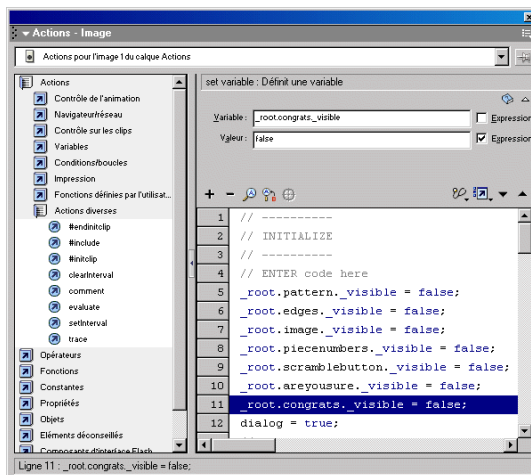 Actions - Image
Actions pour l'image 1 du calque Actions
Actions
Contrôle de l'animation
Navigateur/réseau
Contrôle sur les clips
Variables
Conditions/boucles
Impression
Fonctions définies par l'utilisat...
Actions diverses
#endinitclip
#include
#initclip
clearInterval
comment
evaluate
setInterval
trace
Opérateurs
Fonctions
Constantes
Propriétés
Objets
Eléments déconseillés
Composants d'interface Flash
set variable : Définit une variable
Variable : _root.congrats._visible Expression
Valeur : false Expression
1 // ----------
2 // INITIALIZE
3 // ----------
4 // ENTER code here
5 _root.pattern._visible = false;
6 _root.edges._visible = false;
7 _root.image._visible = false;
8 _root.piecenumbers._visible = false;
9 _root.scramblebutton._visible = false;
10 _root.areyousure._visible = false;
11 _root.congrats._visible = false;
12 dialog = true;
Ligne 11 : _root.congrats._visible = false;